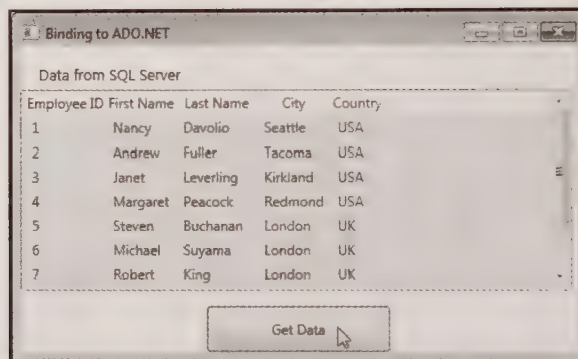 Binding to ADO.NET
Data from SQL Server
Employee ID First Name Last Name City Country
1 Nancy Davolio Seattle USA
2 Andrew Fuller Tacoma USA
3 Janet Leverling Kirkland USA
4 Margaret Peacock Redmond USA
5 Steven Buchanan London UK
6 Michael Suyama London UK
7 Robert King London UK
Get Data